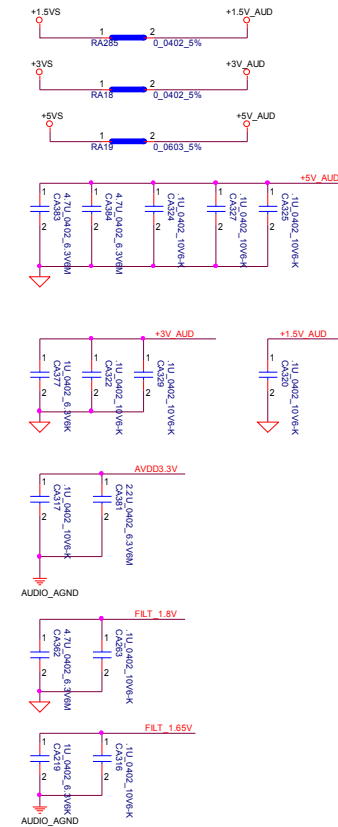 +1.5VS
+1.5V_AUD
1
2
RA285
0_0402_5%
+3VS
+3V_AUD
1
2
RA18
0_0402_5%
+5VS
+5V_AUD
1
2
RA19
0_0603_5%
+5V_AUD
1
2
4.7U_0402_6.3V6M
CA383
1
2
4.7U_0402_6.3V6M
CA384
1
2
.1U_0402_10V6-K
CA324
1
2
.1U_0402_10V6-K
CA327
1
2
.1U_0402_10V6-K
CA325
+3V_AUD
1
2
1U_0402_6.3V6K
CA377
1
2
.1U_0402_10V6-K
CA322
1
2
.1U_0402_10V6-K
CA329
+1.5V_AUD
1
2
.1U_0402_10V6-K
CA320
AVDD3.3V
1
2
.1U_0402_10V6-K
CA317
1
2
2.2U_0402_6.3V6M
CA381
AUDIO_AGND
FILT_1.8V
1
2
4.7U_0402_6.3V6M
CA362
1
2
.1U_0402_10V6-K
CA263
FILT_1.65V
1
2
1U_0402_6.3V6K
CA219
1
2
.1U_0402_10V6-K
CA316
AUDIO_AGND